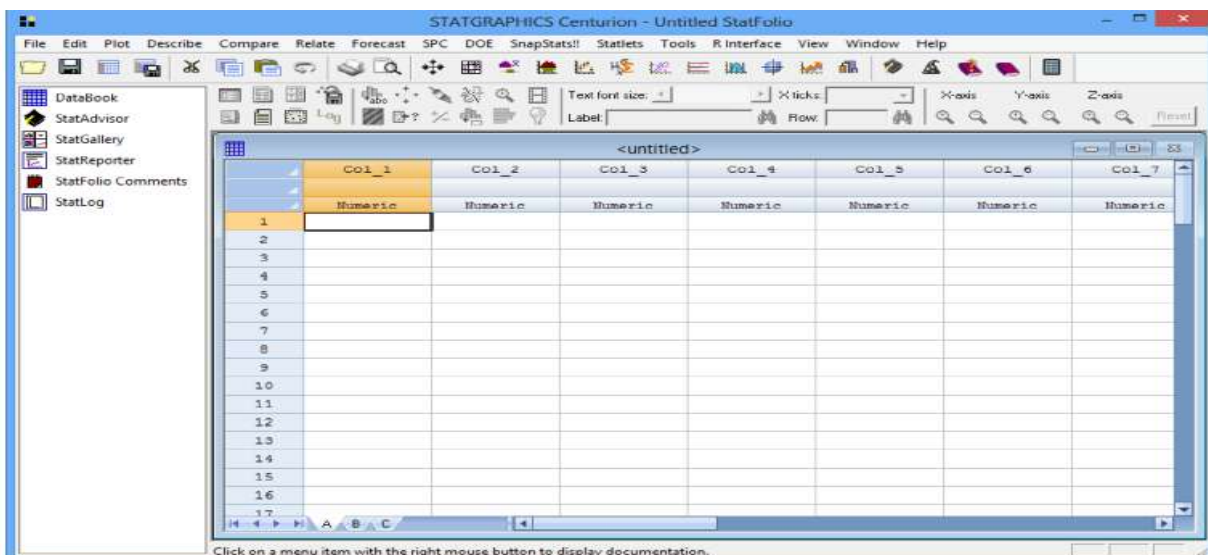 STATGRAPHICS Centurion - Untitled StatFolio
File Edit Plot Describe Compare Relate Forecast SPC DOE SnapStats!! Statlets Tools R Interface View Window Help
DataBook
StatAdvisor
StatGallery
StatReporter
StatFolio Comments
StatLog
Text font size: X ticks: X-axis Y-axis Z-axis
Log Label: Row: Reset
<untitled>
Col_1 Col_2 Col_3 Col_4 Col_5 Col_6 Col_7
Numeric Numeric Numeric Numeric Numeric Numeric Numeric
1
2
3
4
5
6
7
8
9
10
11
12
13
14
15
16
17
A B C
Click on a menu item with the right mouse button to display documentation.